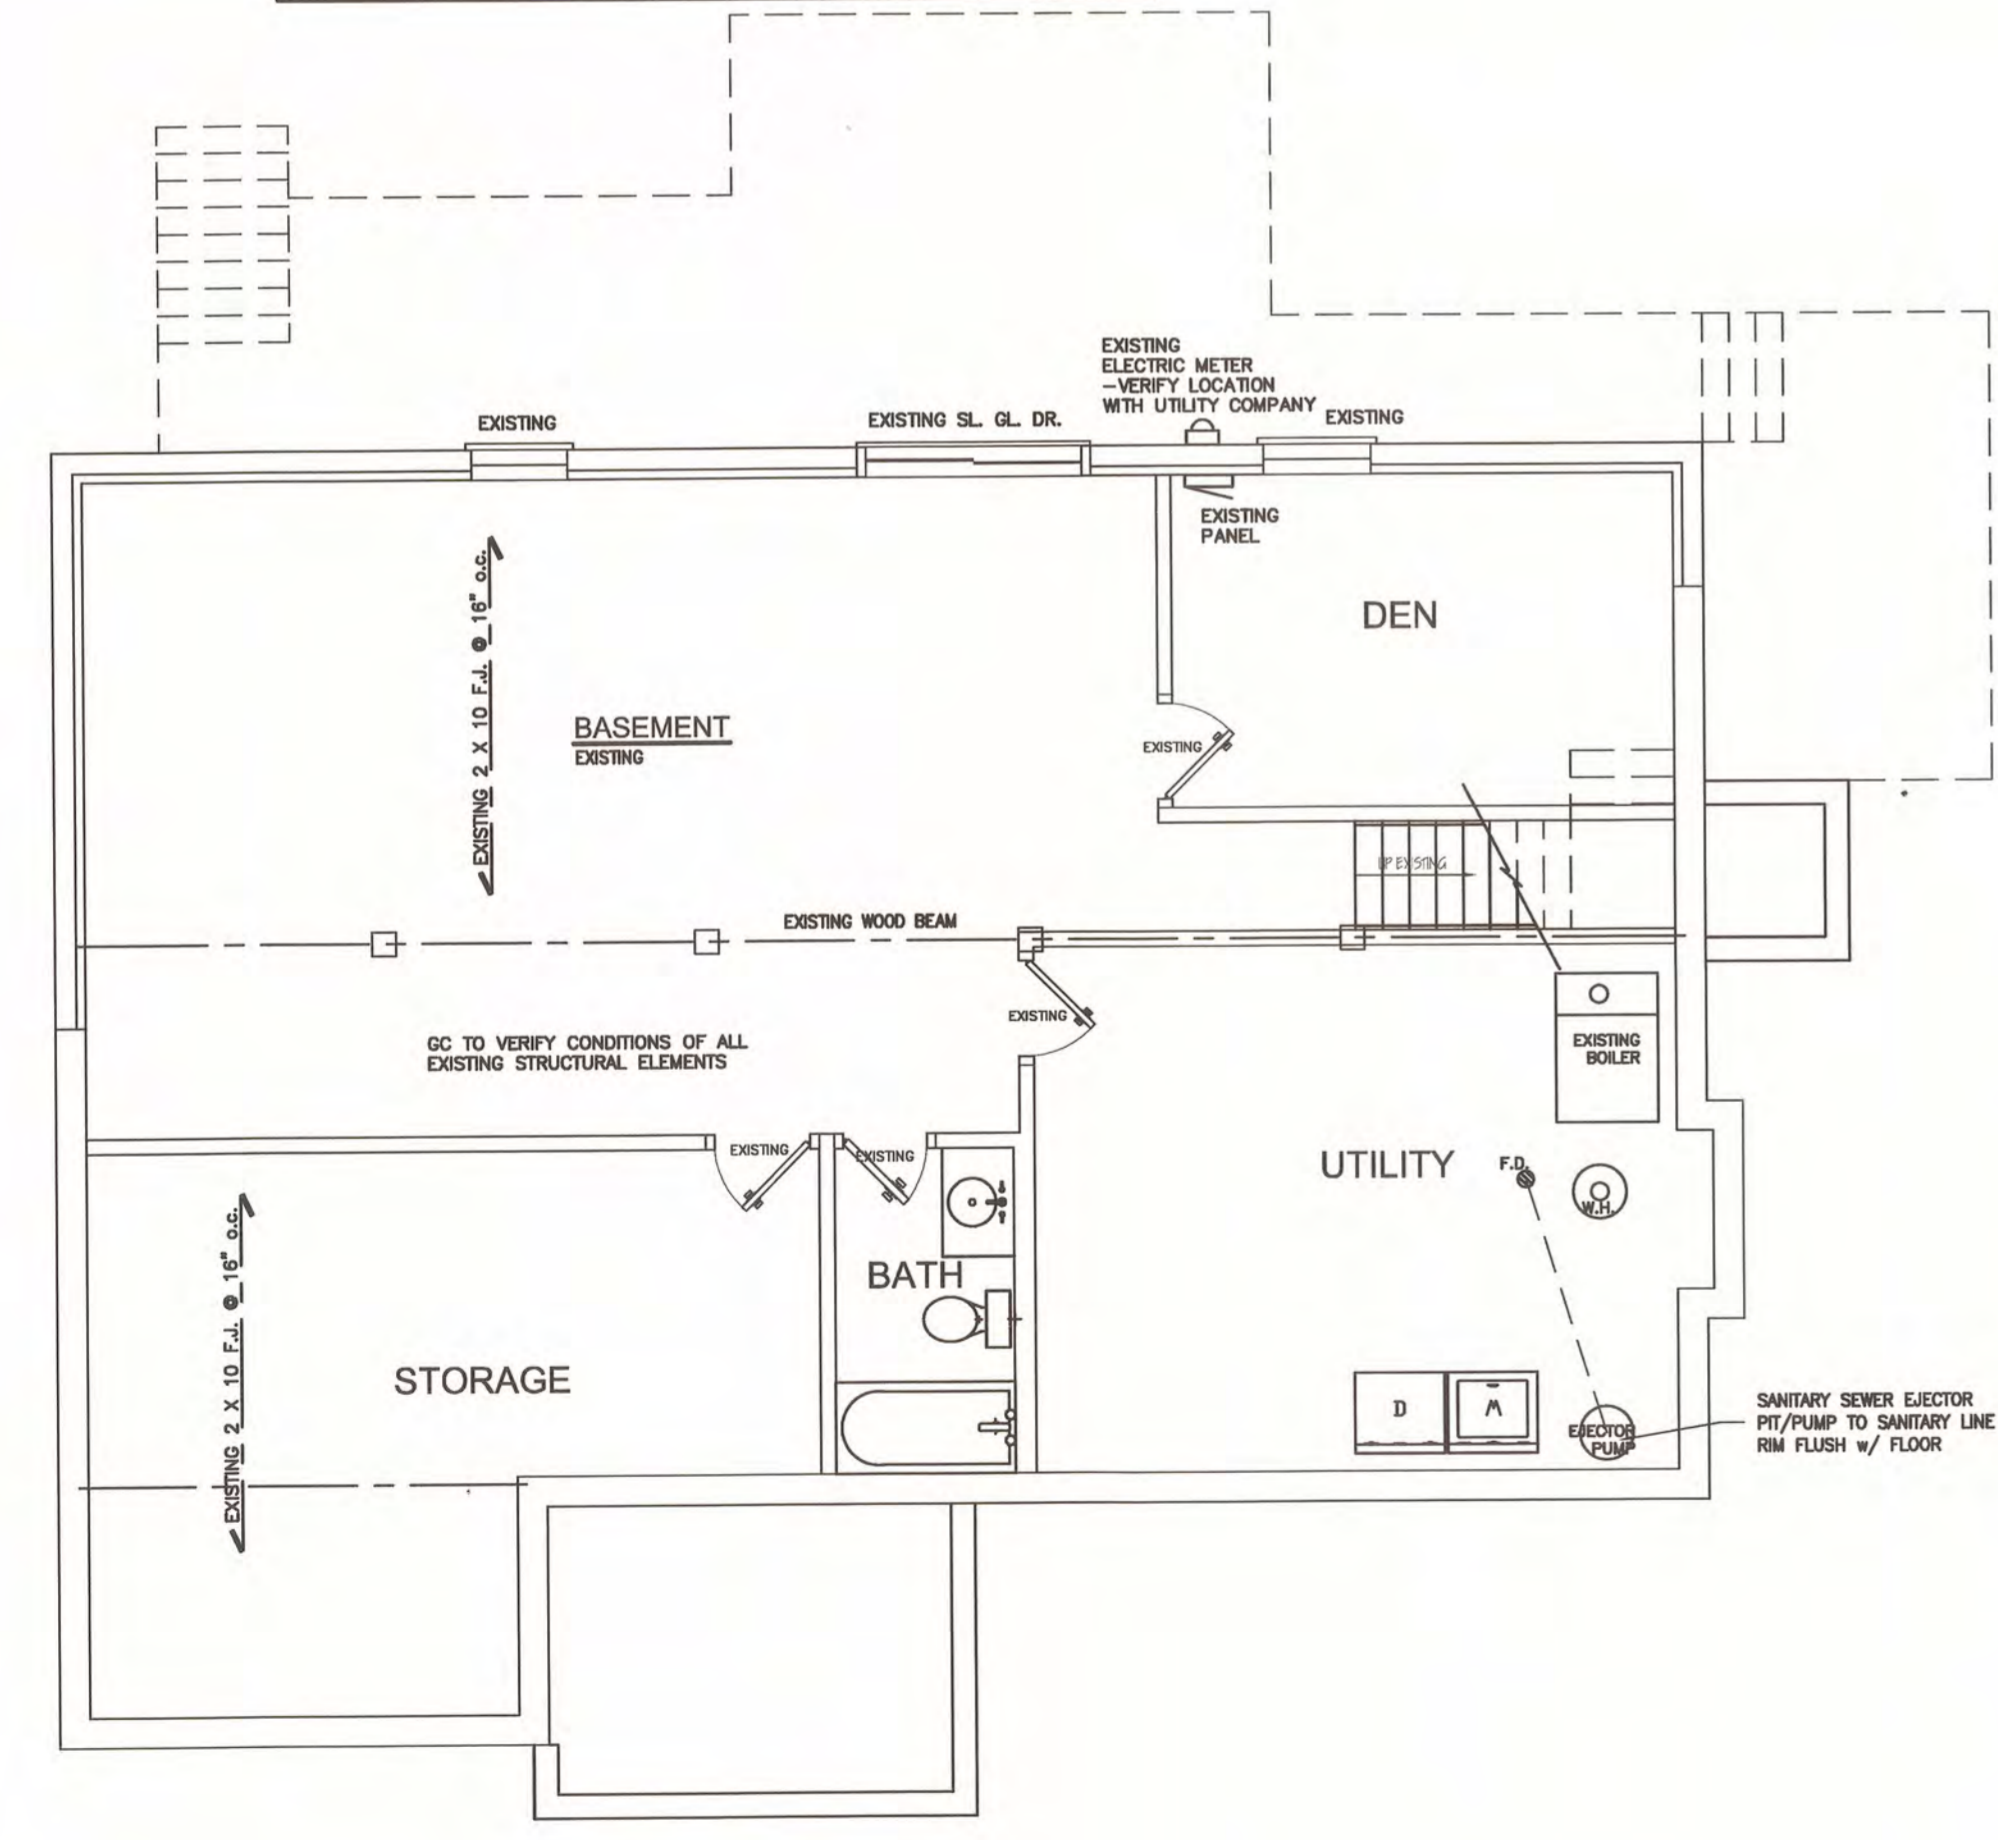 EXISTING
ELECTRIC METER
-VERIFY LOCATION
WITH UTILITY COMPANY
EXISTING
EXISTING SL. GL. DR.
EXISTING
EXISTING
PANEL
DEN
EXISTING 2 X 10 F.J. @ 16" o.c.
BASEMENT
EXISTING
EXISTING
UP EXISTING
EXISTING WOOD BEAM
EXISTING
GC TO VERIFY CONDITIONS OF ALL
EXISTING STRUCTURAL ELEMENTS
EXISTING
BOILER
EXISTING
EXISTING
UTILITY
F.D.
W.H.
BATH
EXISTING 2 X 10 F.J. @ 16" o.c.
STORAGE
D
W
EJECTOR
PUMP
SANITARY SEWER EJECTOR
PIT/PUMP TO SANITARY LINE
RIM FLUSH w/ FLOOR